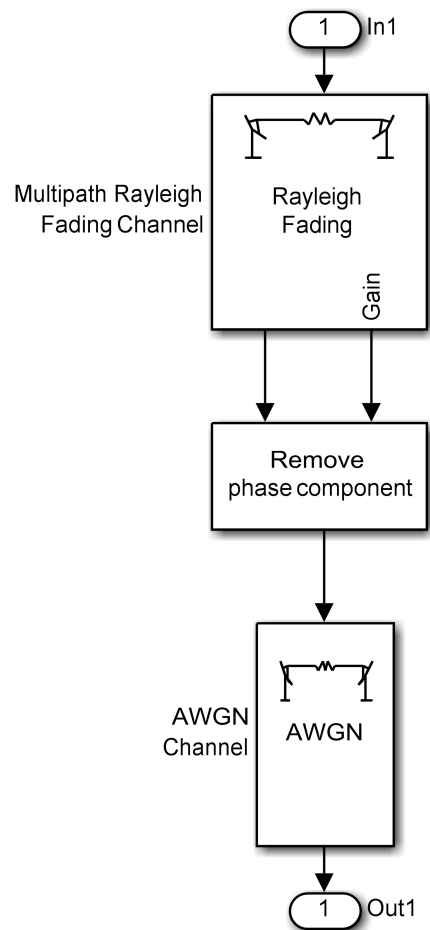 1
In1
Multipath Rayleigh
Fading Channel
Rayleigh
Fading
Gain
Remove
phase component
AWGN
Channel
AWGN
1
Out1